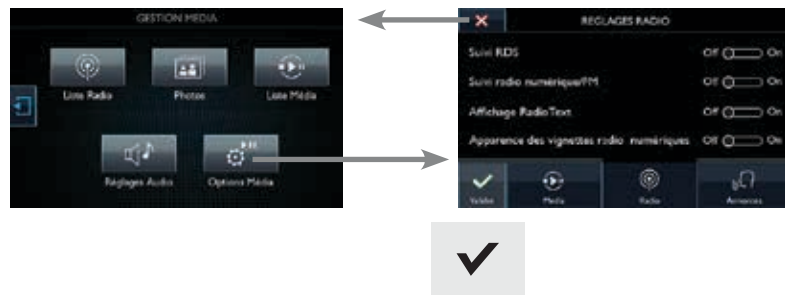 GESTION MEDIA
Liste Radio
Photos
Liste Média
Réglages Audio
Options Média
REGLAGES RADIO
Suivi RDS Off On
Suivi radio numérique/FM Off On
Affichage Radio Text Off On
Apparence des vignettes radio numériques Off On
Valider
Media
Radio
Annonces